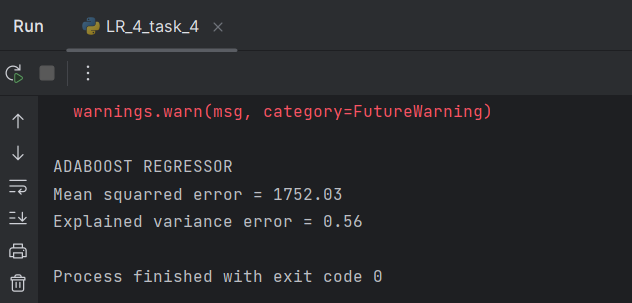 Run LR_4_task_4
warnings.warn(msg, category=FutureWarning)
ADABOOST REGRESSOR
Mean squarred error = 1752.03
Explained variance error = 0.56
Process finished with exit code 0